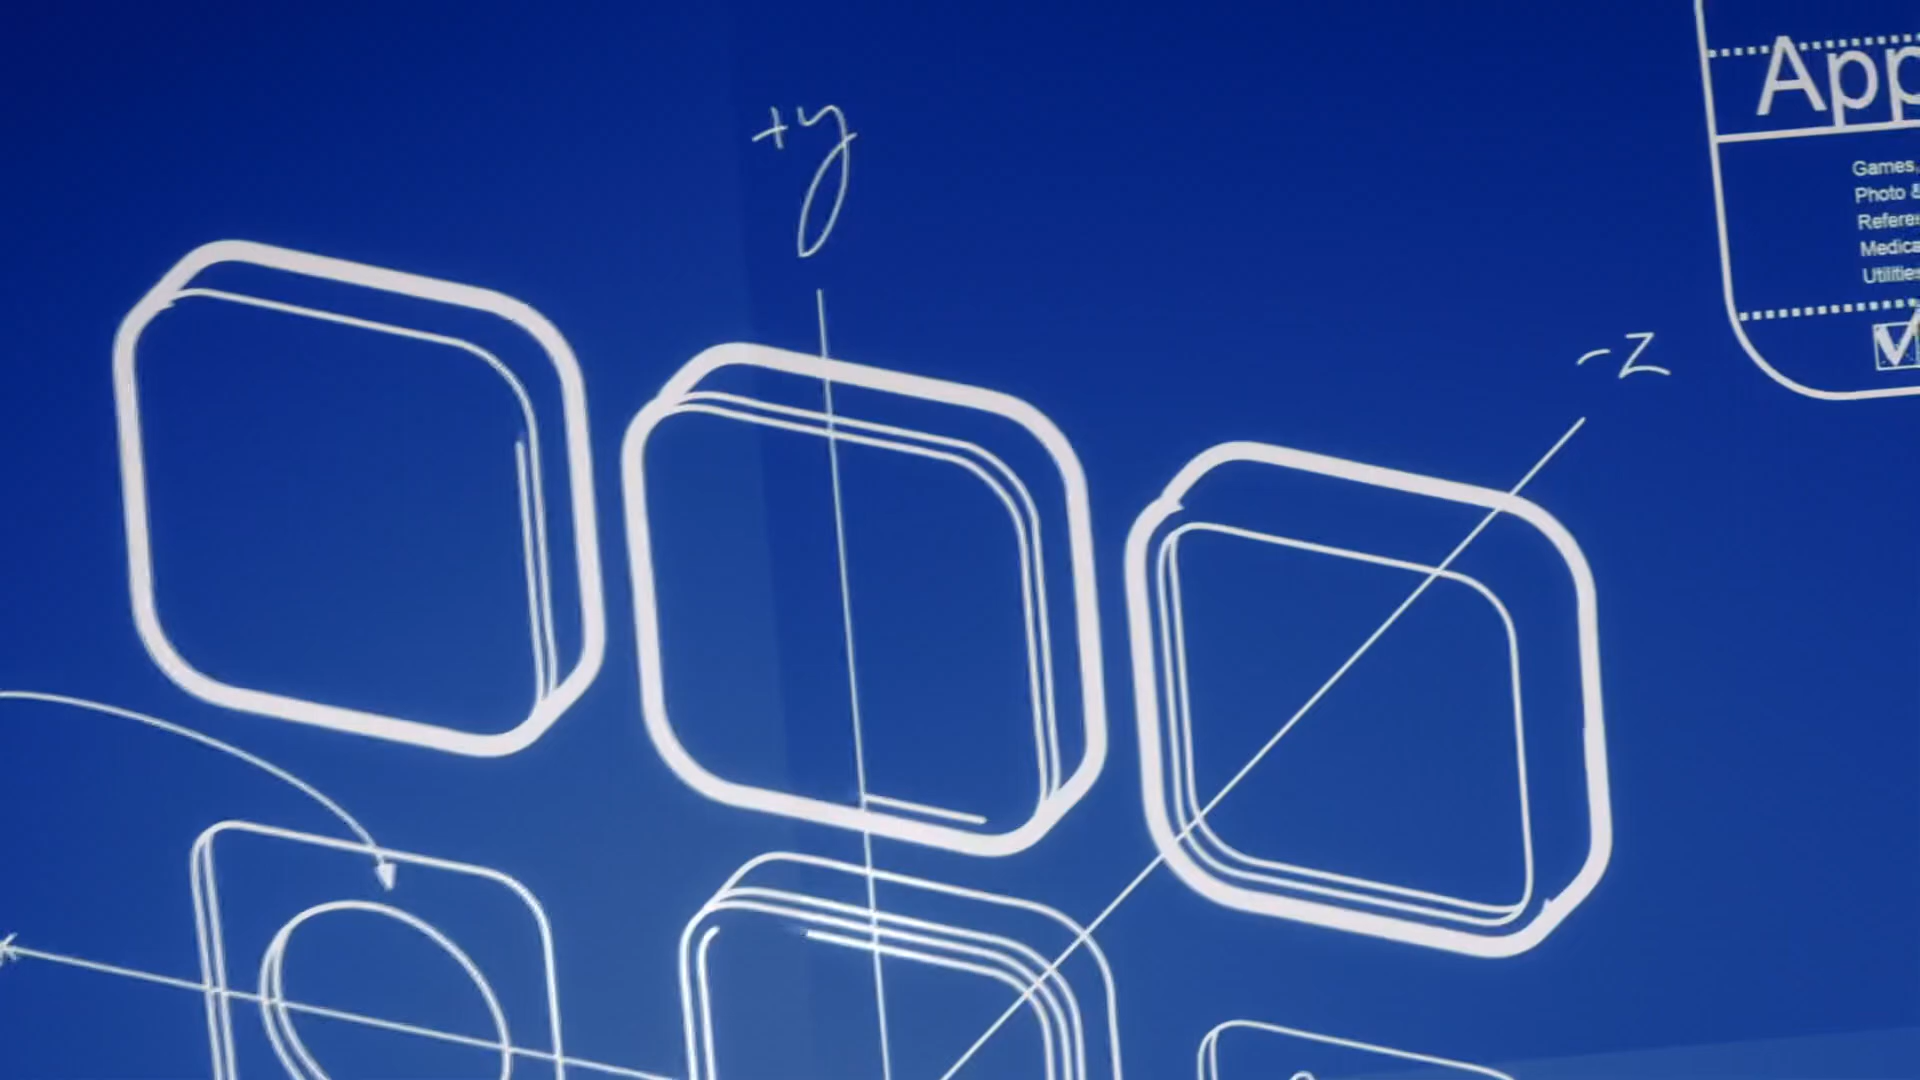 +y
-z
App
Games,
Photo &
Medica
Utilities